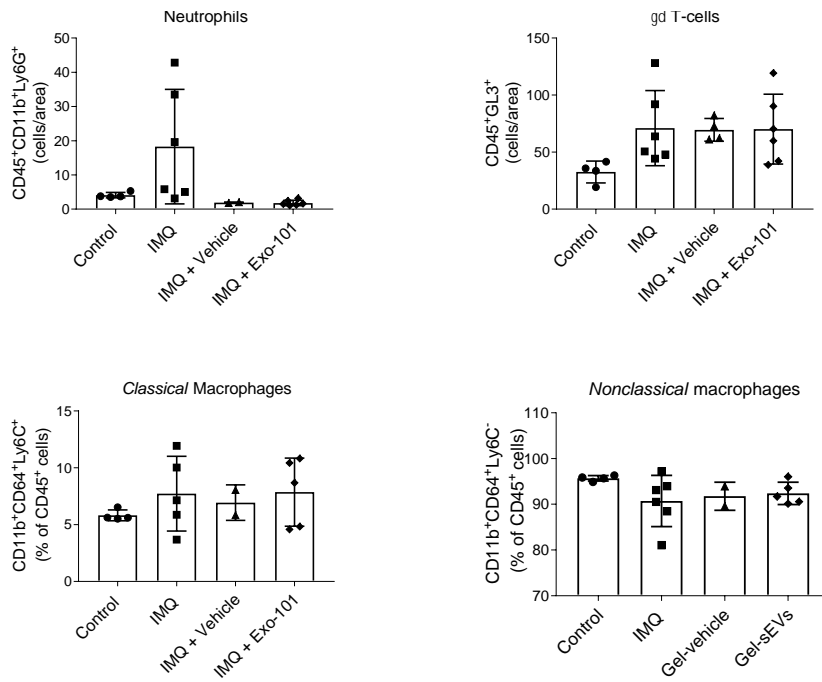 Neutrophils
CD45⁺CD11b⁺Ly6G⁺
(cells/area)
50
40
30
20
10
0
Control
IMQ
IMQ + Vehicle
IMQ + Exo-101
gd T-cells
CD45⁺GL3⁺
(cells/area)
150
100
50
0
Control
IMQ
IMQ + Vehicle
IMQ + Exo-101
Classical Macrophages
CD11b⁺CD64⁺Ly6C⁺
(% of CD45⁺ cells)
15
10
5
0
Control
IMQ
IMQ + Vehicle
IMQ + Exo-101
Nonclassical macrophages
CD11b⁺CD64⁺Ly6C⁻
(% of CD45⁺ cells)
110
100
90
80
70
Control
IMQ
Gel-vehicle
Gel-sEVs